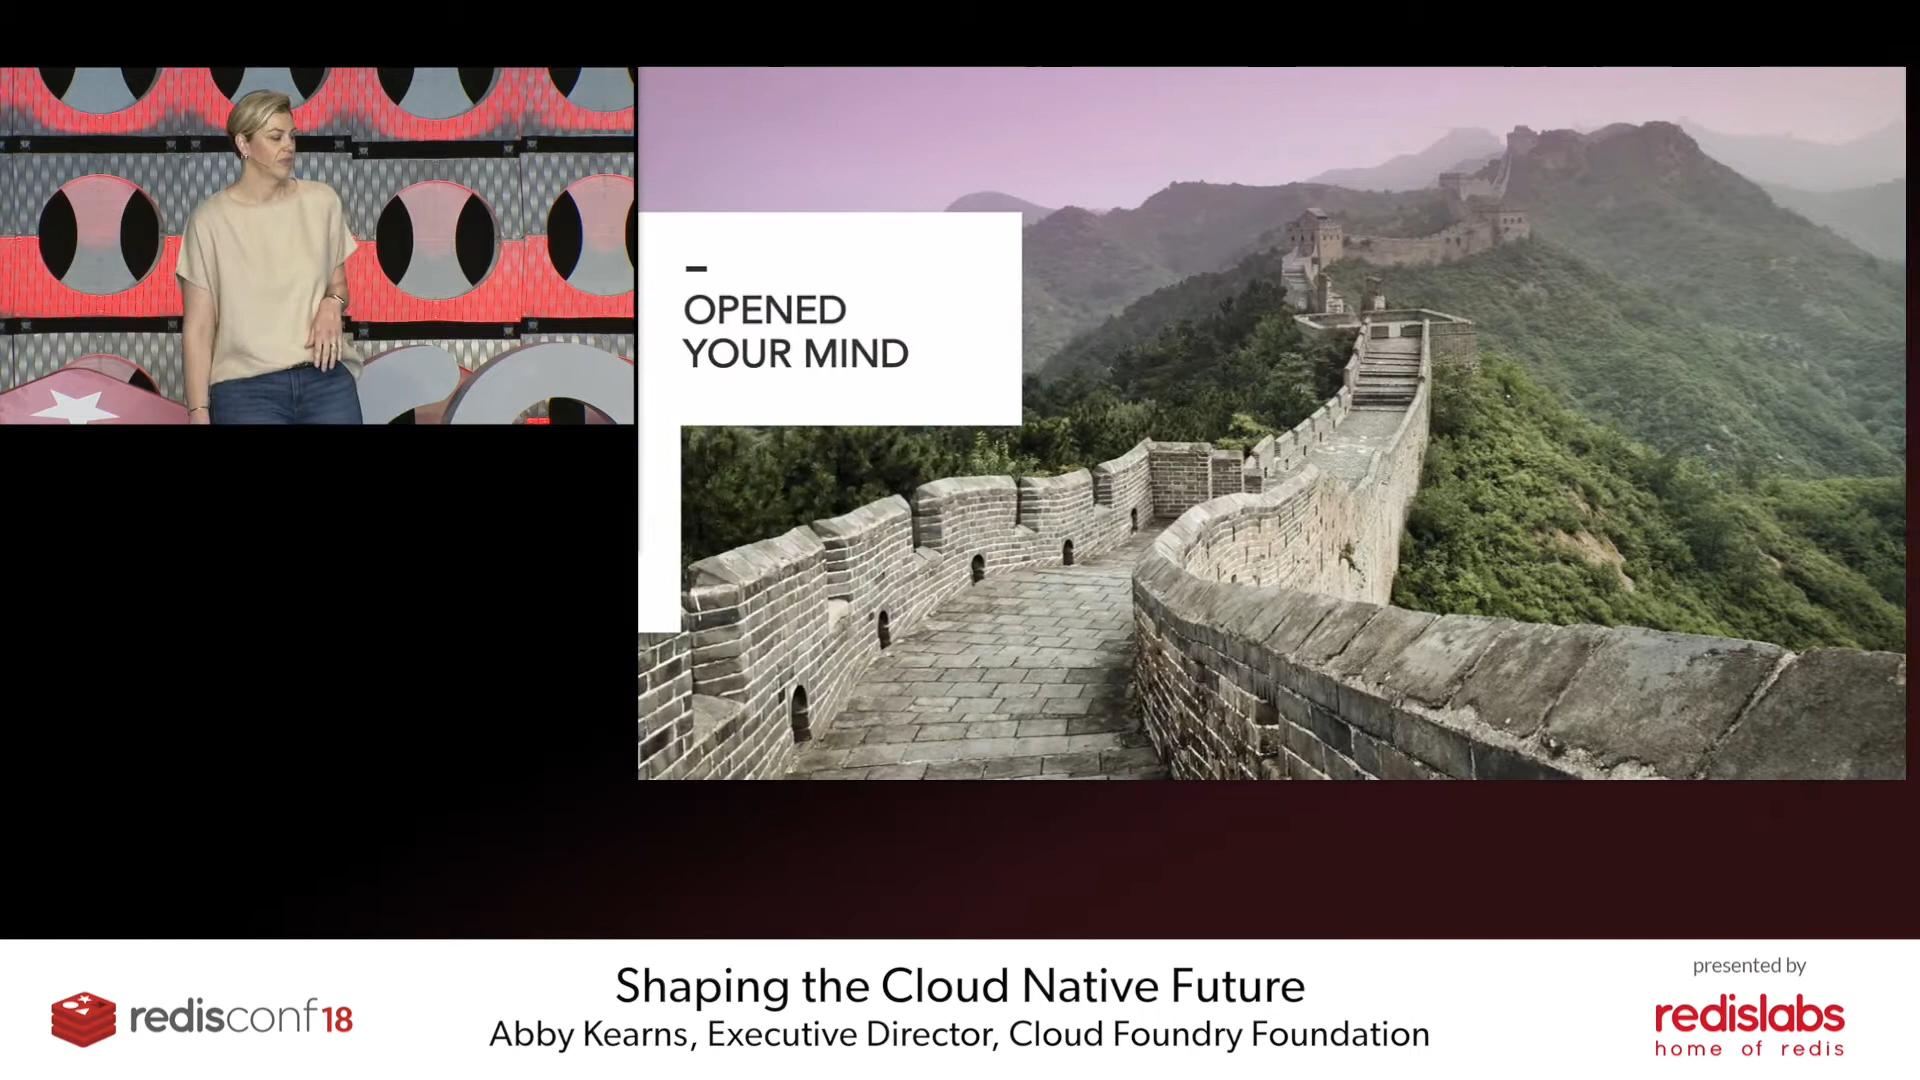 OPENED
YOUR MIND
redisconf18
Shaping the Cloud Native Future
Abby Kearns, Executive Director, Cloud Foundry Foundation
presented by
redislabs
home of redis